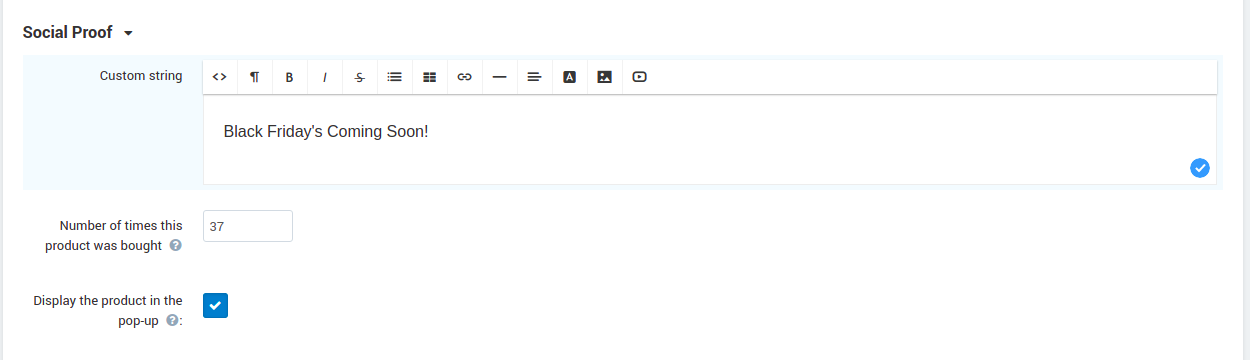 Social Proof
Custom string
<> ¶ B I S A
Black Friday's Coming Soon!
Number of times this
product was bought ?
37
Display the product in the
pop-up ?: